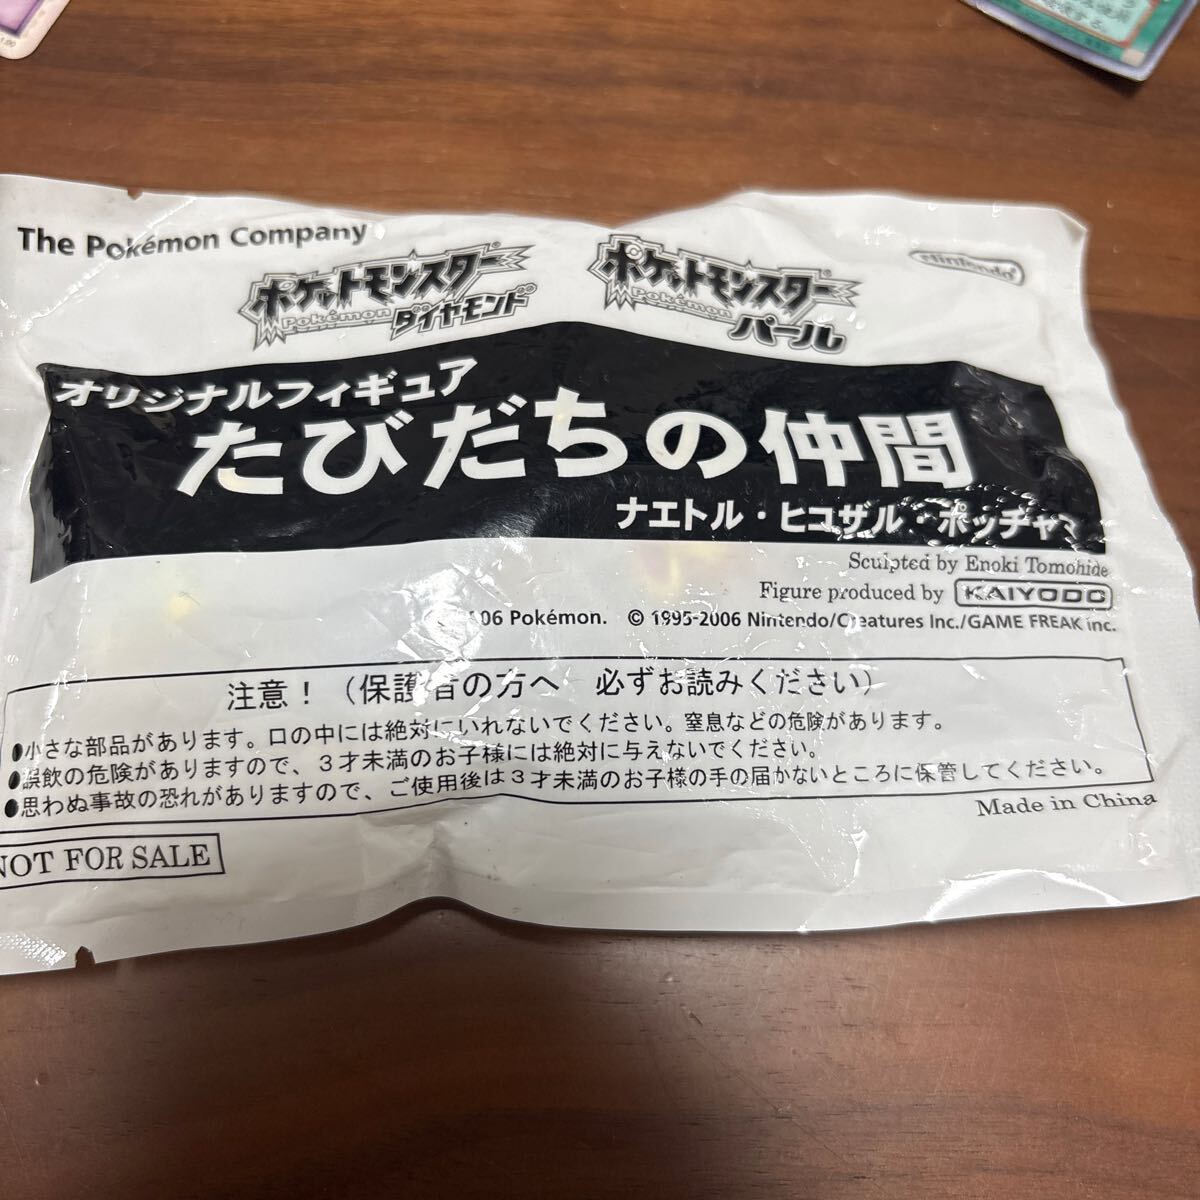 The Pokémon Company
ポケットモンスター
Pokémon
ダイヤモンド
ポケットモンスター
Pokémon
パール
Nintendo
オリジナルフィギュア
たびだちの仲間
ナエトル・ヒコザル・ポッチャマ
Sculpted by Enoki Tomohide
Figure produced by KAIYODO
06 Pokémon. © 1995-2006 Nintendo/Creatures Inc./GAME FREAK inc.
注意！（保護者の方へ 必ずお読みください）
●小さな部品があります。口の中には絶対にいれないでください。窒息などの危険があります。
●誤飲の危険がありますので、３才未満のお子様には絶対に与えないでください。
●思わぬ事故の恐れがありますので、ご使用後は３才未満のお子様の手の届かないところに保管してください。
Made in China
NOT FOR SALE